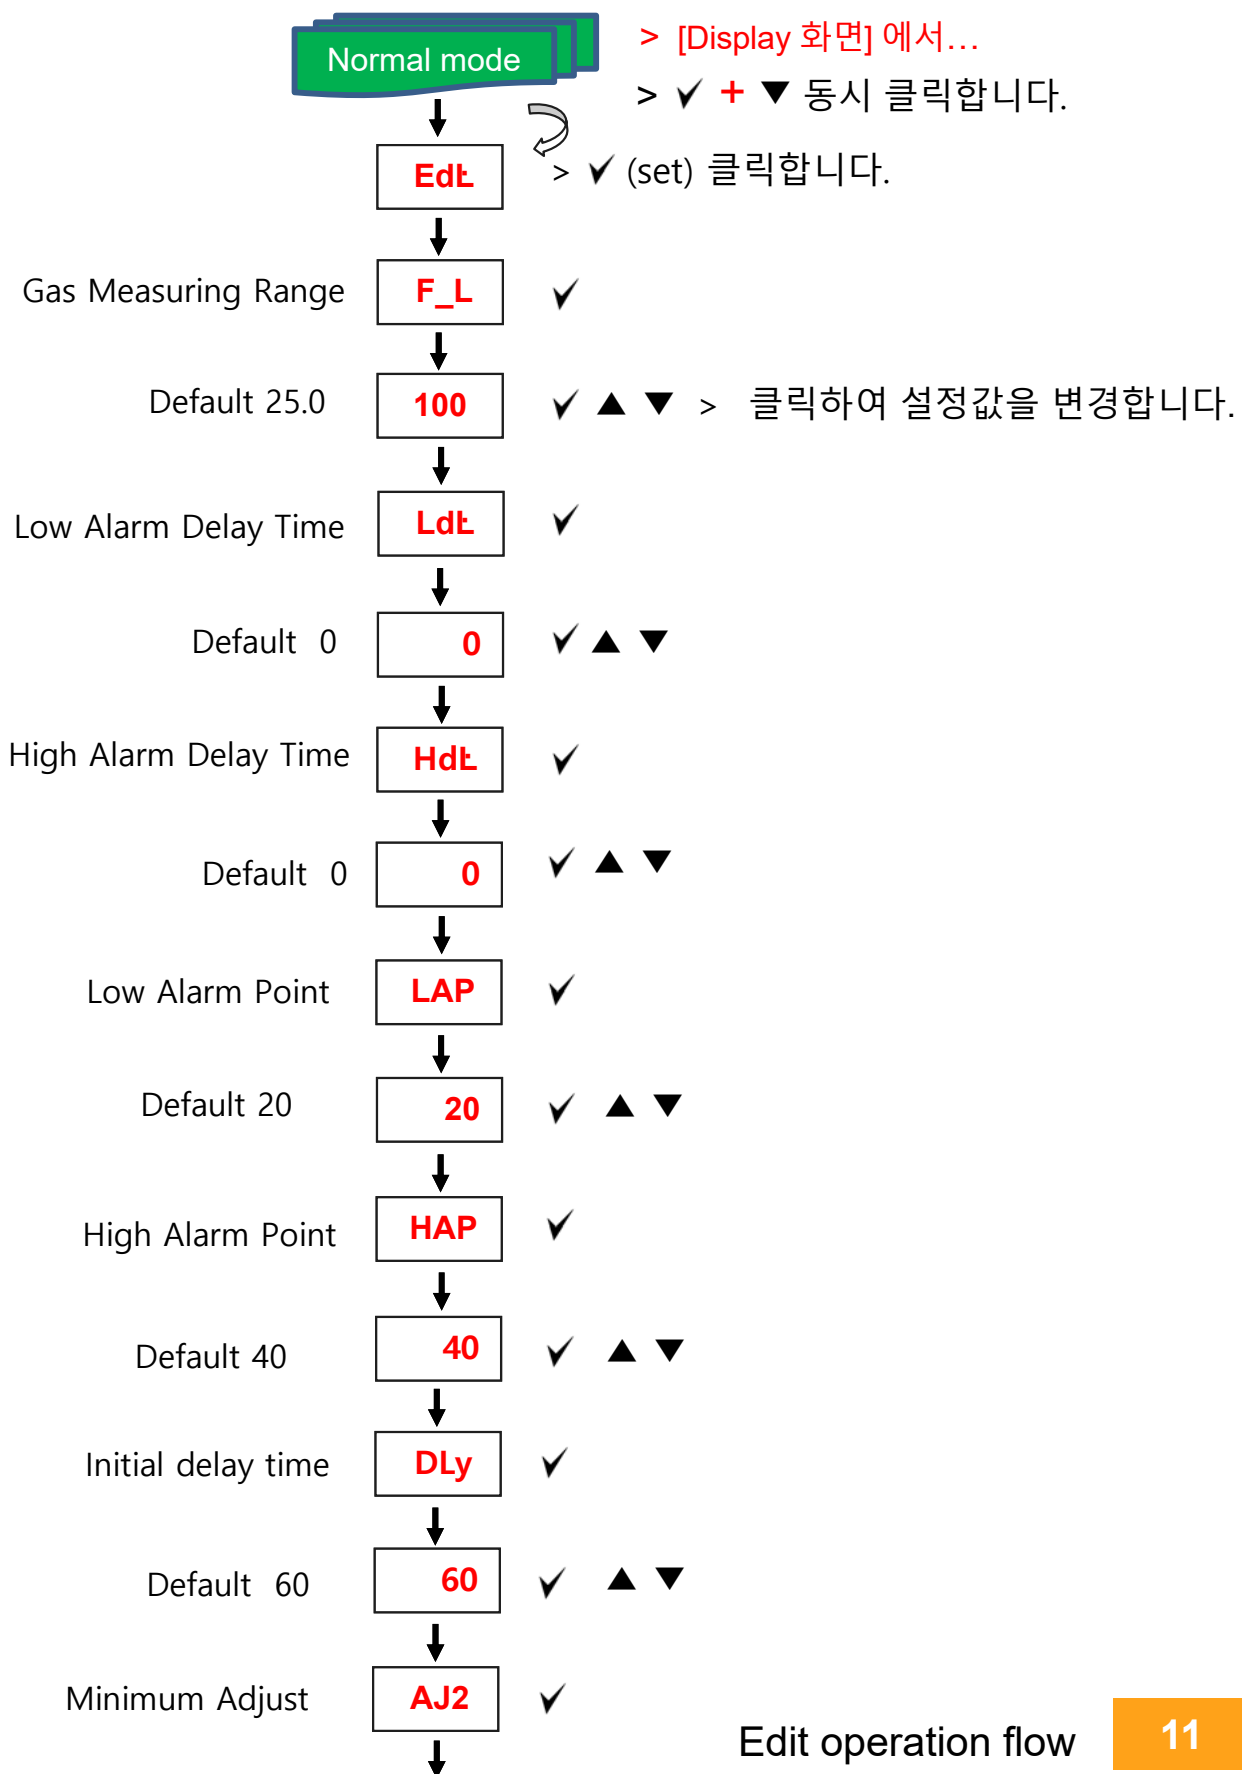 Normal mode
> [Display 화면] 에서…
> ✓ + ▼ 동시 클릭합니다.
EdŁ
> ✓ (set) 클릭합니다.
Gas Measuring Range F_L ✓
Default 25.0 100 ✓ ▲ ▼ > 클릭하여 설정값을 변경합니다.
Low Alarm Delay Time LdŁ ✓
Default 0 0 ✓ ▲ ▼
High Alarm Delay Time HdŁ ✓
Default 0 0 ✓ ▲ ▼
Low Alarm Point LAP ✓
Default 20 20 ✓ ▲ ▼
High Alarm Point HAP ✓
Default 40 40 ✓ ▲ ▼
Initial delay time DLy ✓
Default 60 60 ✓ ▲ ▼
Minimum Adjust AJ2 ✓
Edit operation flow 11